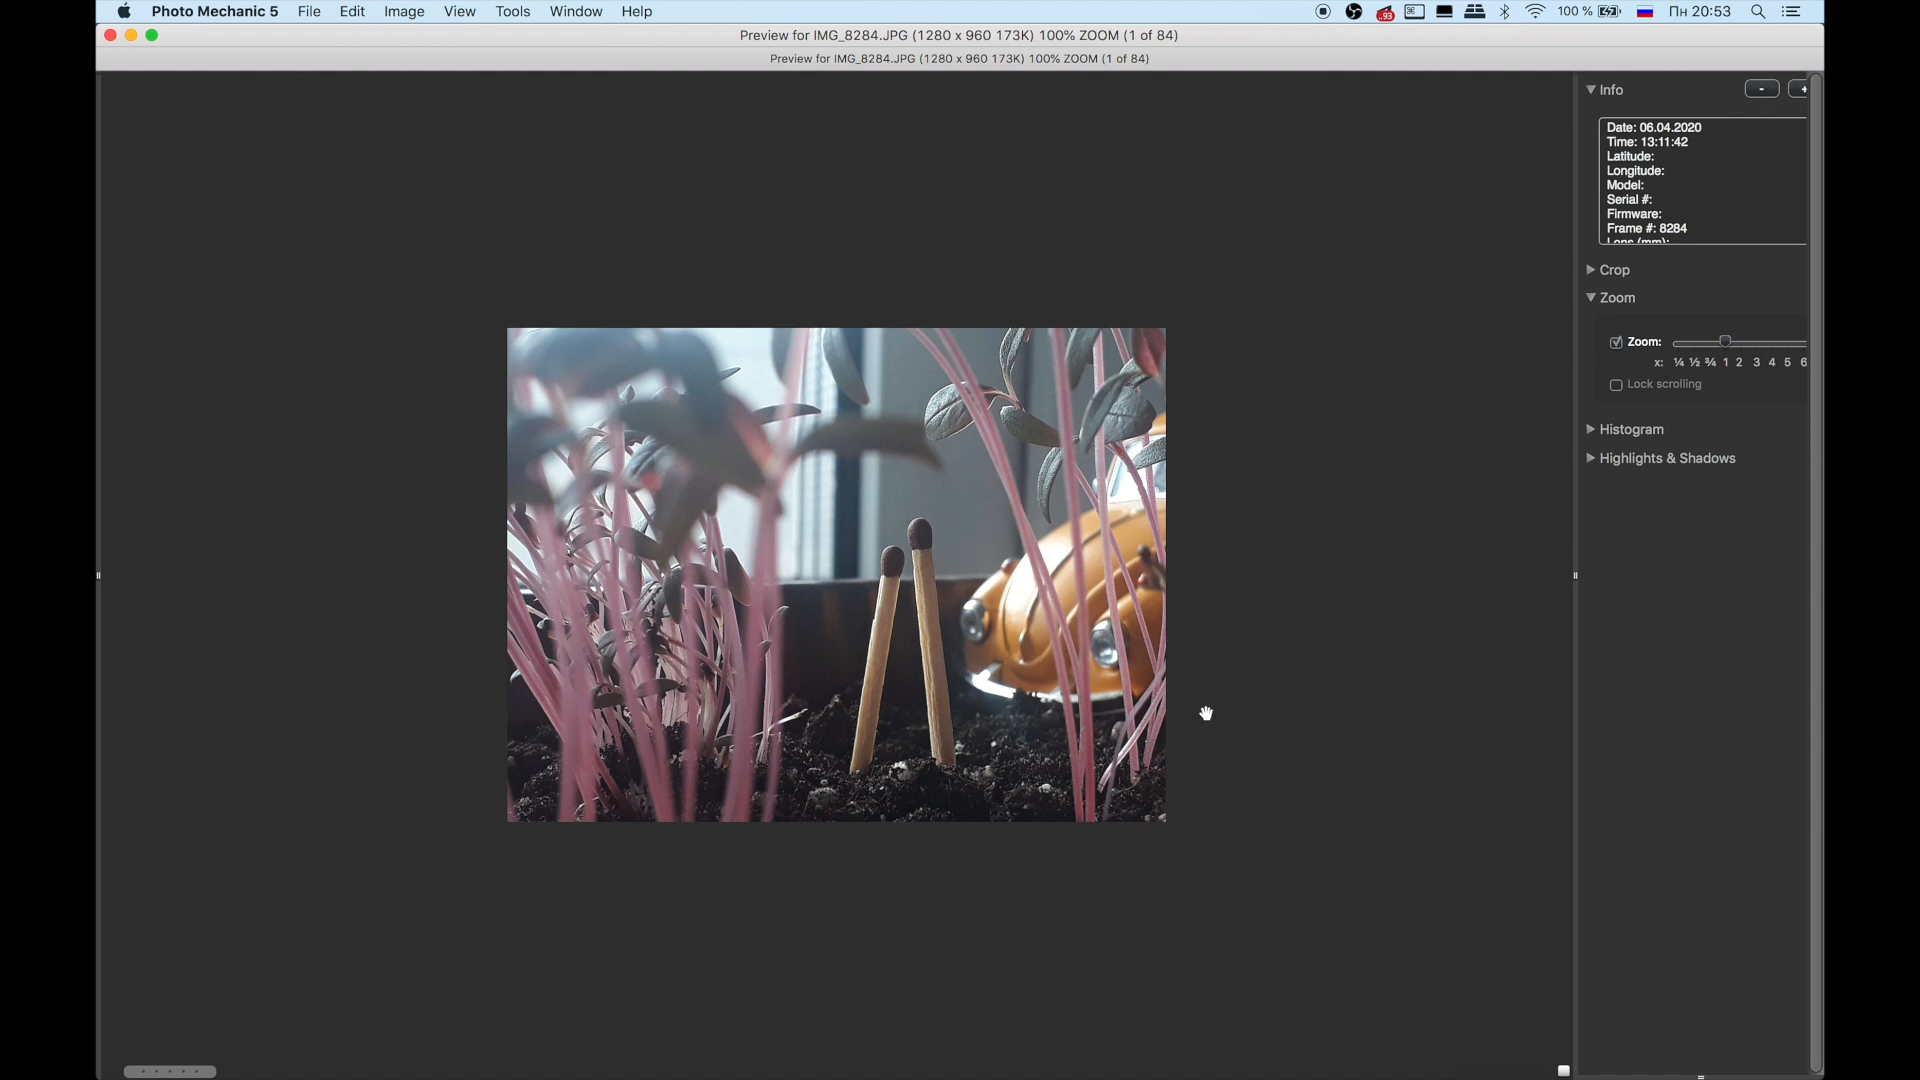 Photo Mechanic 5 File Edit Image View Tools Window Help 93 100 % Пн 20:53
Preview for IMG_8284.JPG (1280 x 960 173K) 100% ZOOM (1 of 84)
Preview for IMG_8284.JPG (1280 x 960 173K) 100% ZOOM (1 of 84)
Info - +
Date: 06.04.2020
Time: 13:11:42
Latitude:
Longitude:
Model:
Serial #:
Firmware:
Frame #: 8284
Lens (mm):
Crop
Zoom
Zoom:
x: ¼ ½ ¾ 1 2 3 4 5 6
Lock scrolling
Histogram
Highlights & Shadows